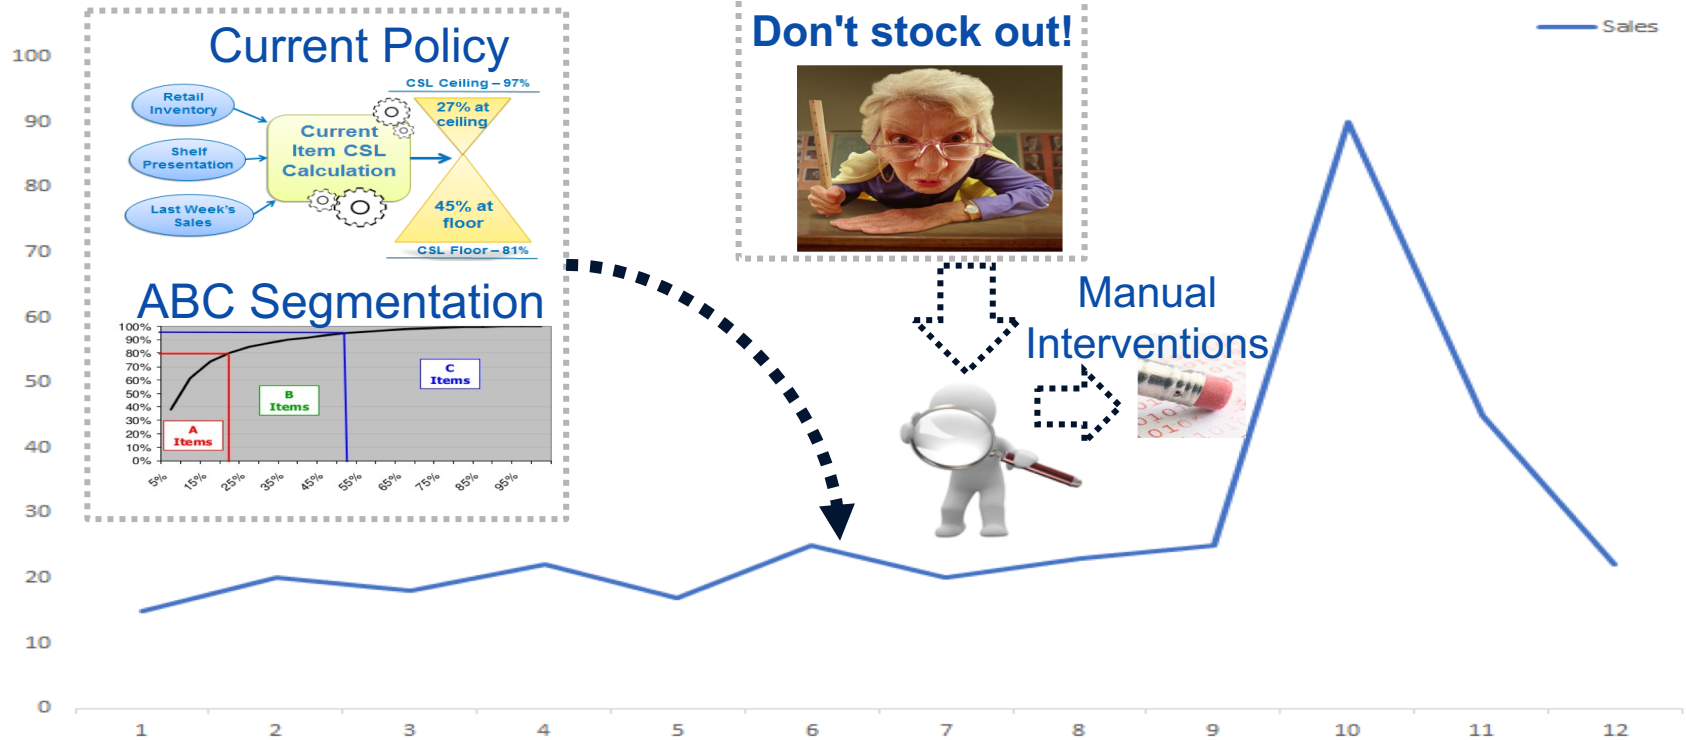 Current Policy
CSL Ceiling – 97%
Retail
Inventory
27% at
ceiling
Current
Item CSL
Calculation
Shelf
Presentation
Last Week's
Sales
45% at
floor
CSL Floor – 81%
ABC Segmentation
100%
90%
80%
70%
60%
50%
40%
30%
20%
10%
0%
A
Items
B
Items
C
Items
5%
15%
25%
35%
45%
55%
65%
75%
85%
95%
Don't stock out!
Manual
Interventions
Sales
100
90
80
70
60
50
40
30
20
10
0
1
2
3
4
5
6
7
8
9
10
11
12